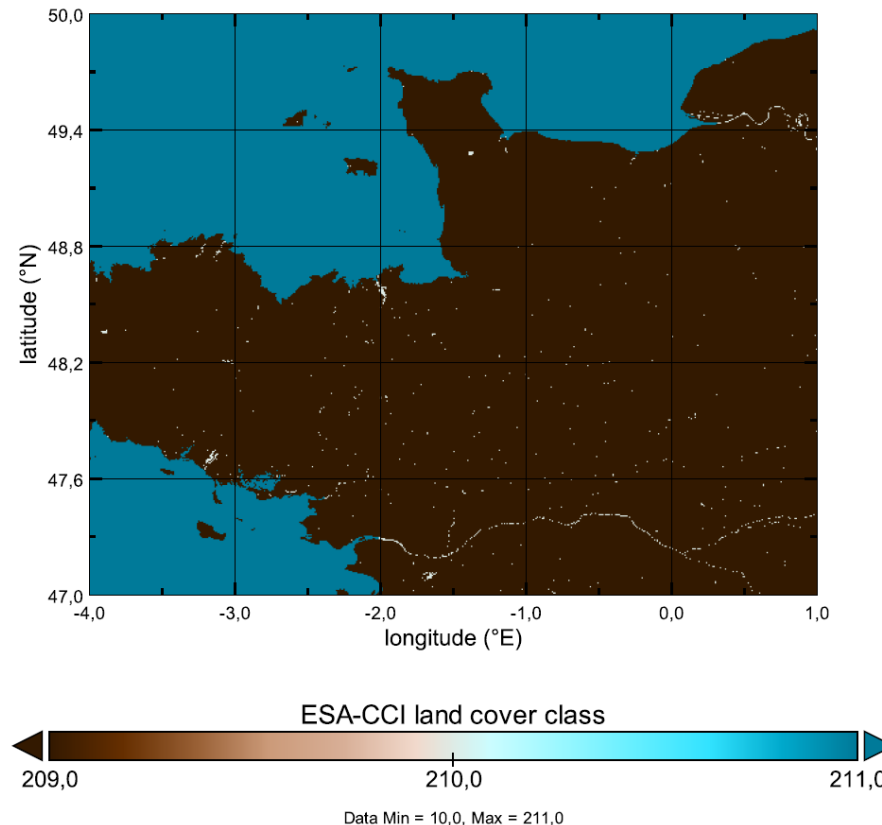 50,0
49,4
48,8
48,2
47,6
47,0
latitude (°N)
-4,0 -3,0 -2,0 -1,0 0,0 1,0
longitude (°E)
ESA-CCI land cover class
209,0 210,0 211,0
Data Min = 10,0, Max = 211,0